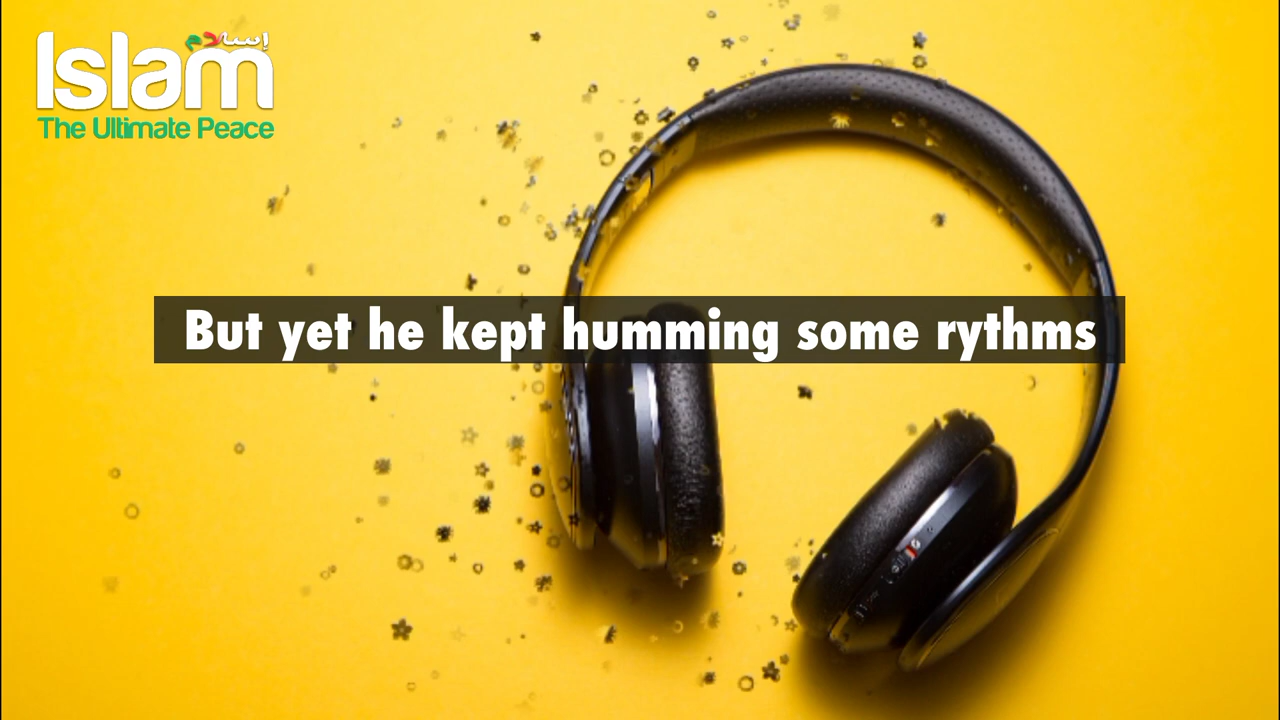 إسلام
Islam
The Ultimate Peace
But yet he kept humming some rythms